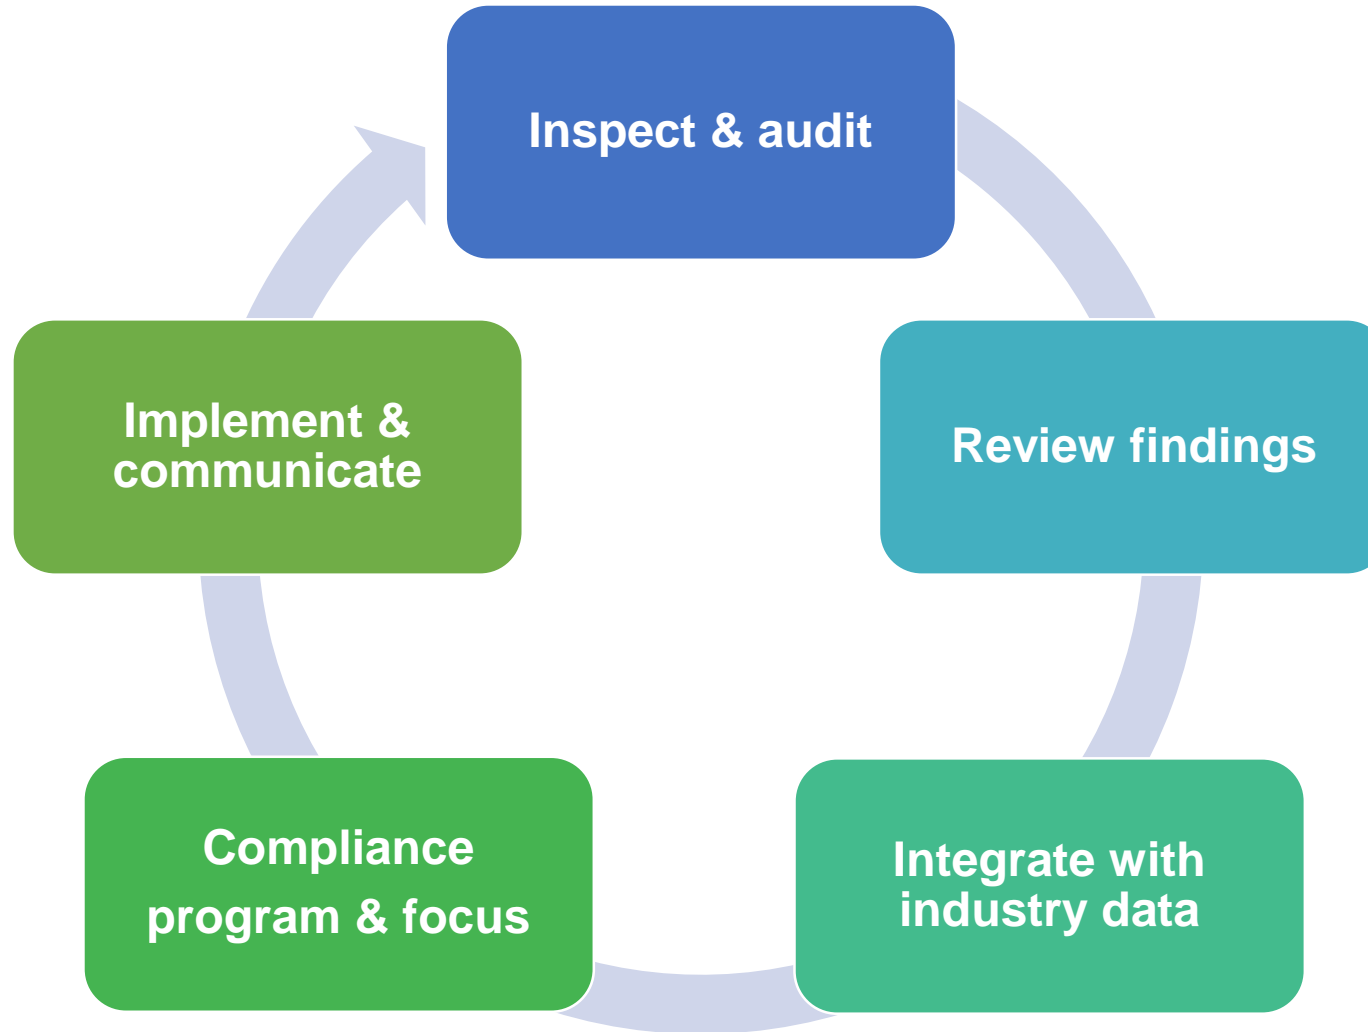 Inspect & audit
Review findings
Integrate with
industry data
Compliance
program & focus
Implement &
communicate